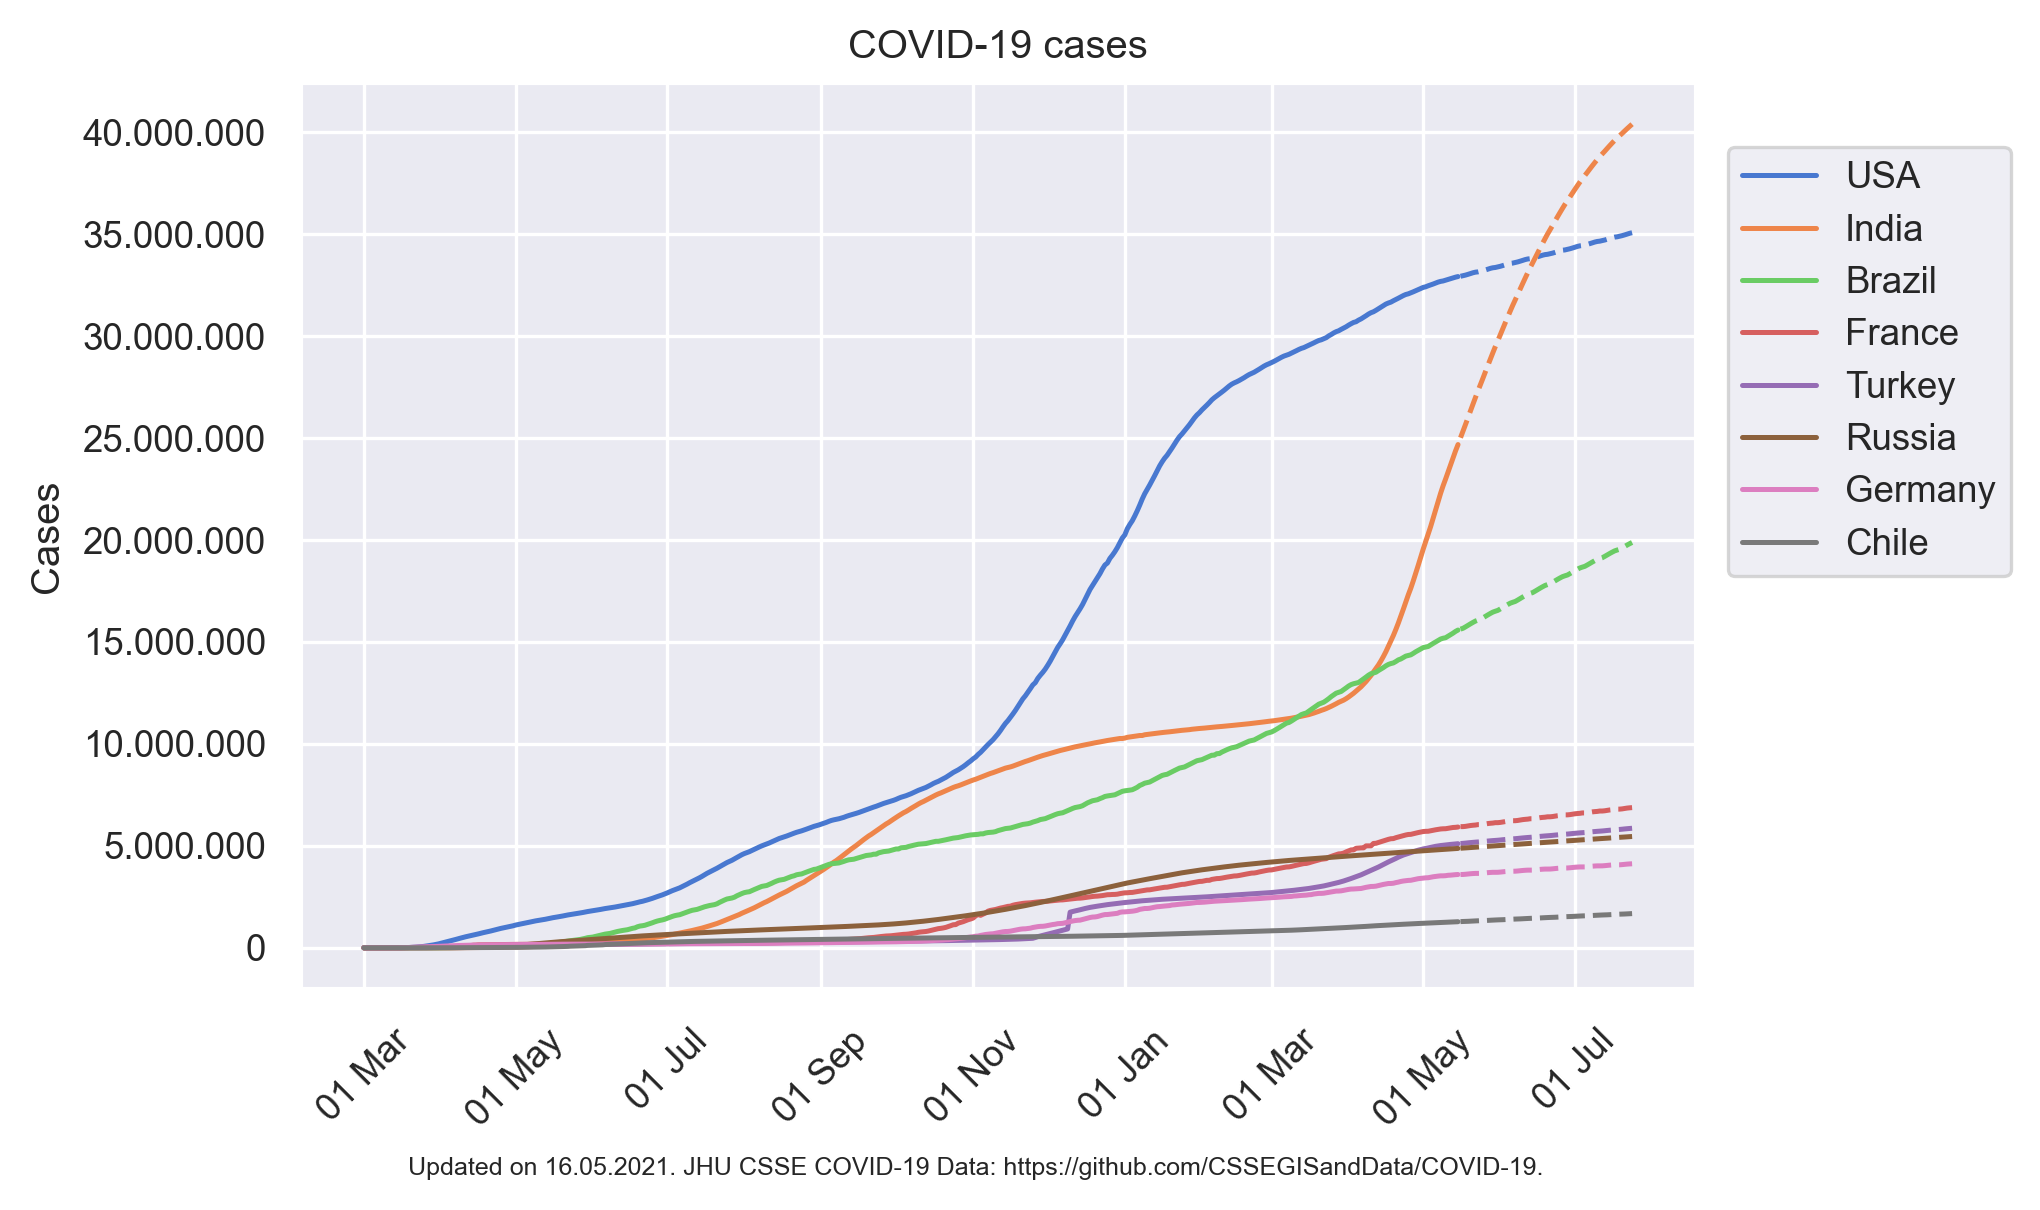 COVID-19 cases
40.000.000
35.000.000
30.000.000
25.000.000
20.000.000
15.000.000
10.000.000
5.000.000
0
Cases
USA
India
Brazil
France
Turkey
Russia
Germany
Chile
01 Mar
01 May
01 Jul
01 Sep
01 Nov
01 Jan
01 Mar
01 May
01 Jul
Updated on 16.05.2021. JHU CSSE COVID-19 Data: https://github.com/CSSEGISandData/COVID-19.